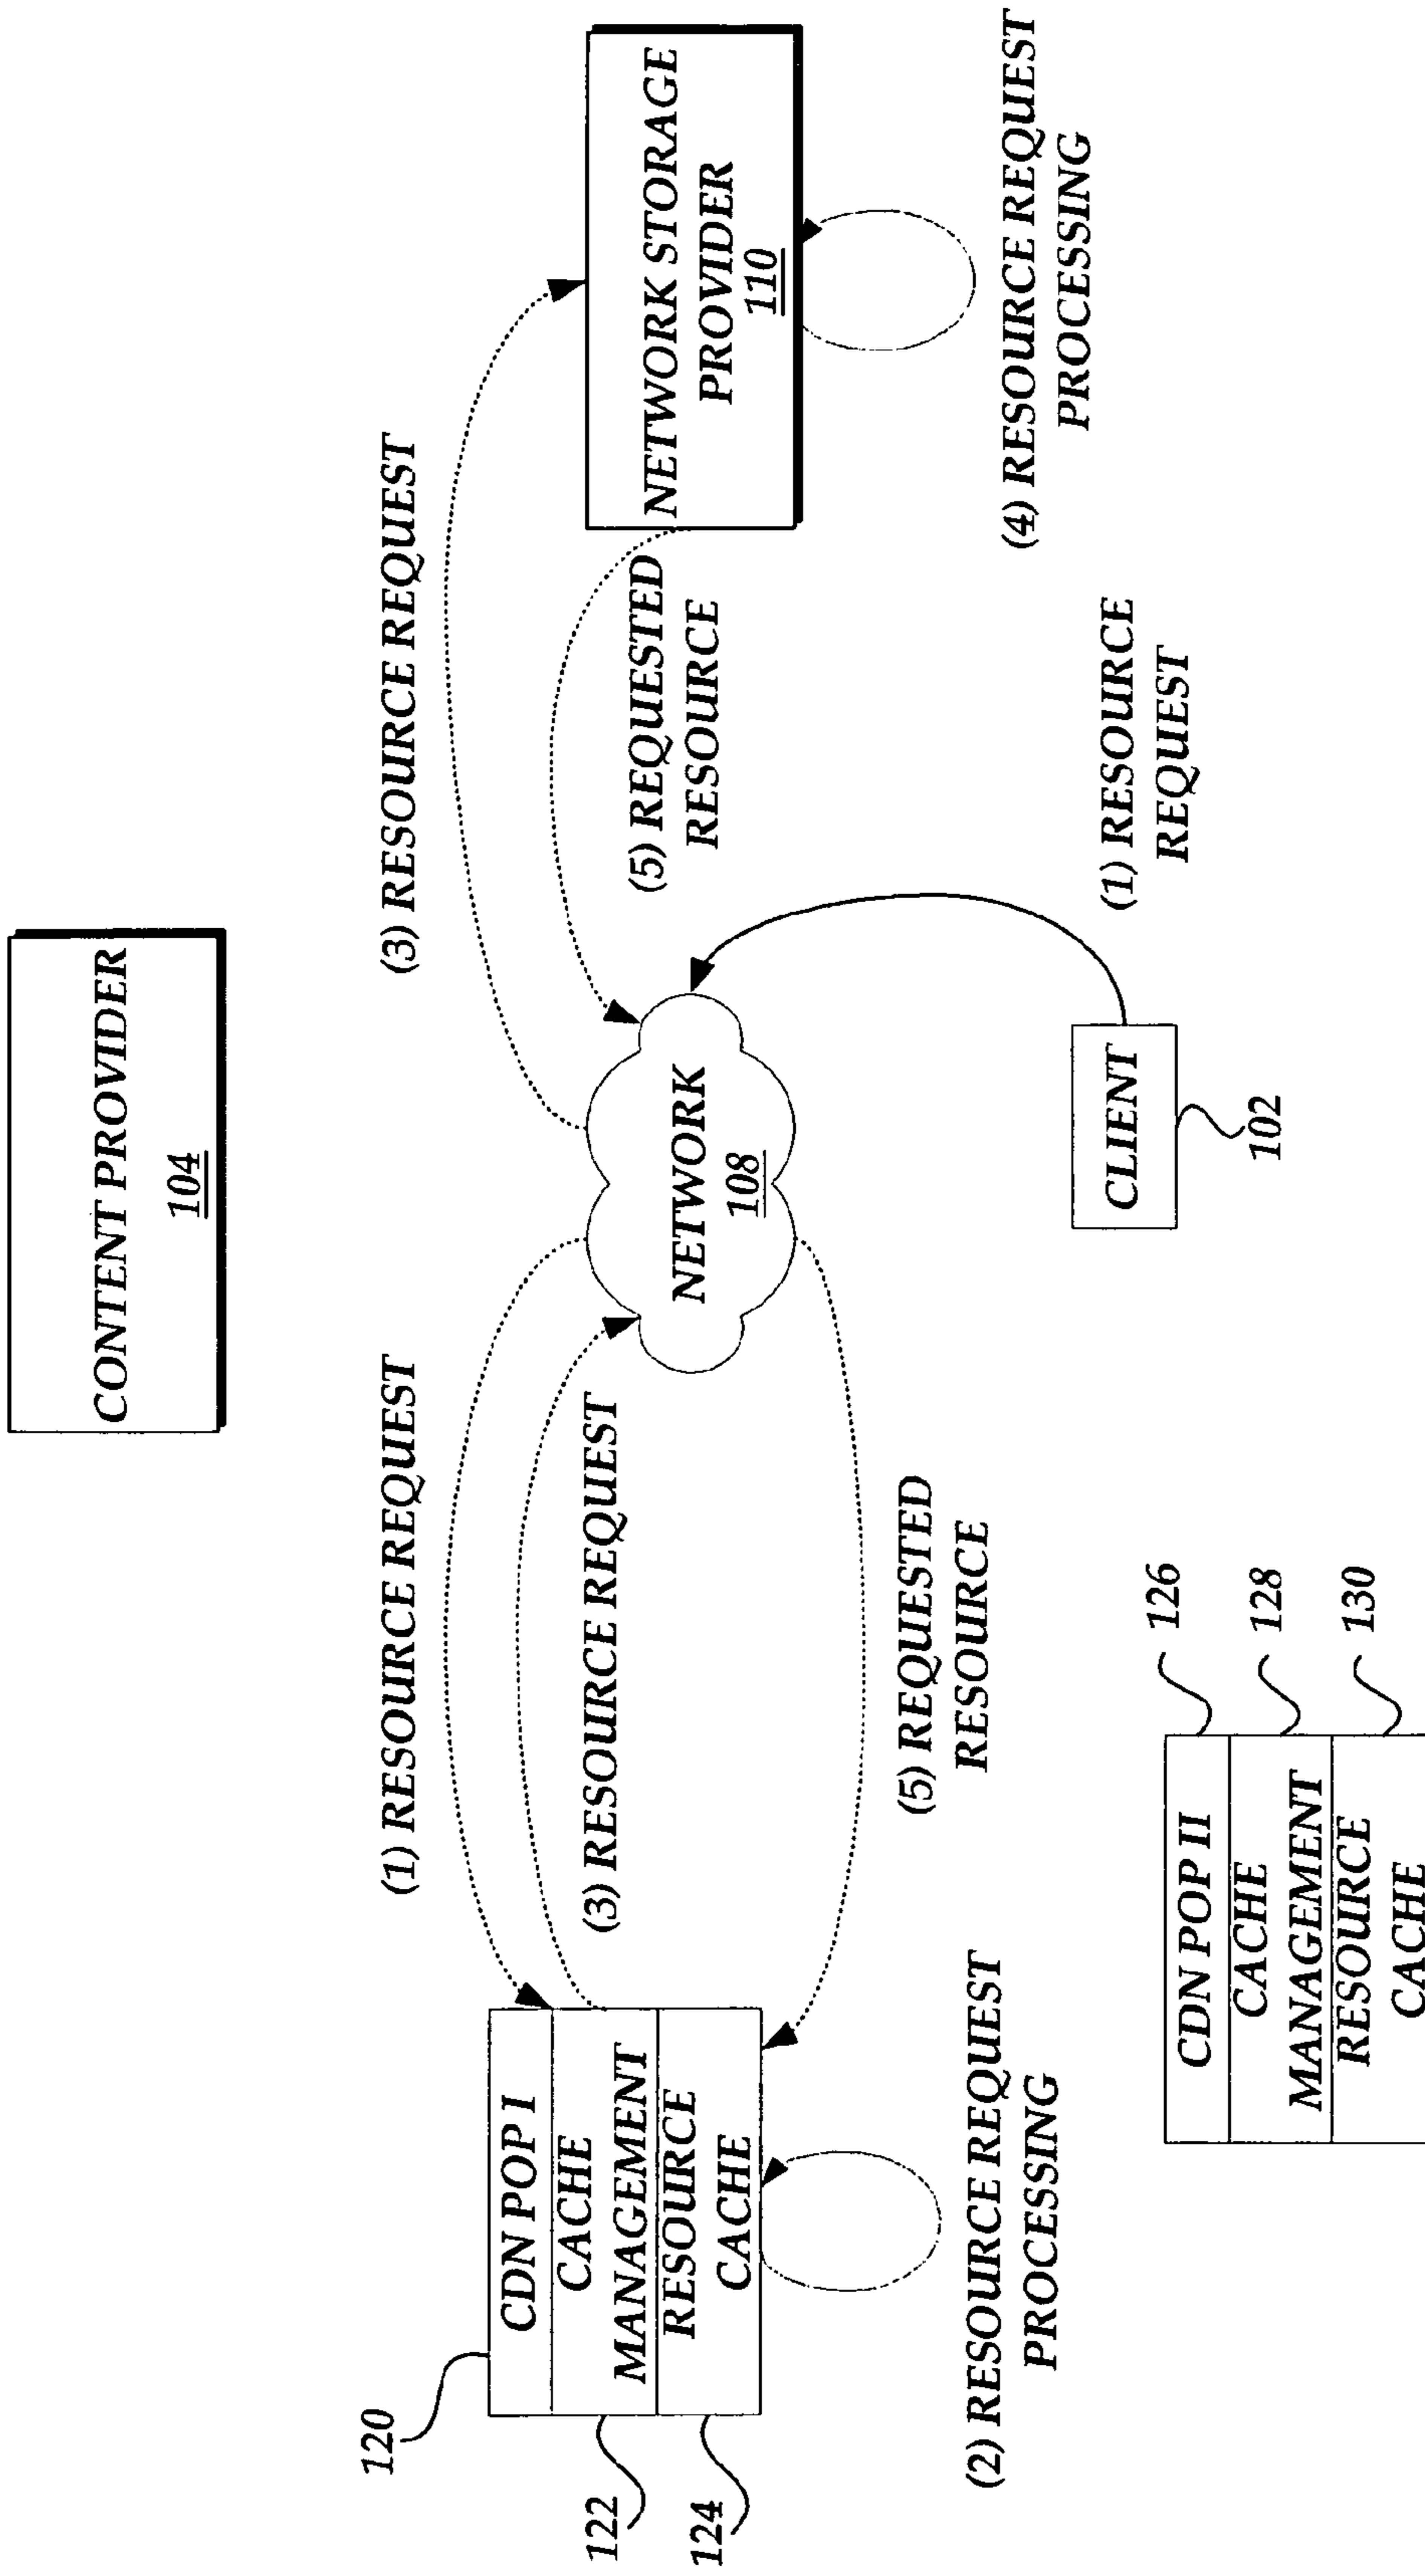 CONTENT PROVIDER
104
(1) RESOURCE REQUEST
(3) RESOURCE REQUEST
120
CDN POP I
CACHE
MANAGEMENT
RESOURCE
CACHE
122
124
(3) RESOURCE REQUEST
NETWORK
108
NETWORK STORAGE
PROVIDER
110
(5) REQUESTED
RESOURCE
(5) REQUESTED
RESOURCE
(2) RESOURCE REQUEST
PROCESSING
(4) RESOURCE REQUEST
PROCESSING
(1) RESOURCE
REQUEST
CLIENT
102
CDN POP II
CACHE
MANAGEMENT
RESOURCE
CACHE
126
128
130